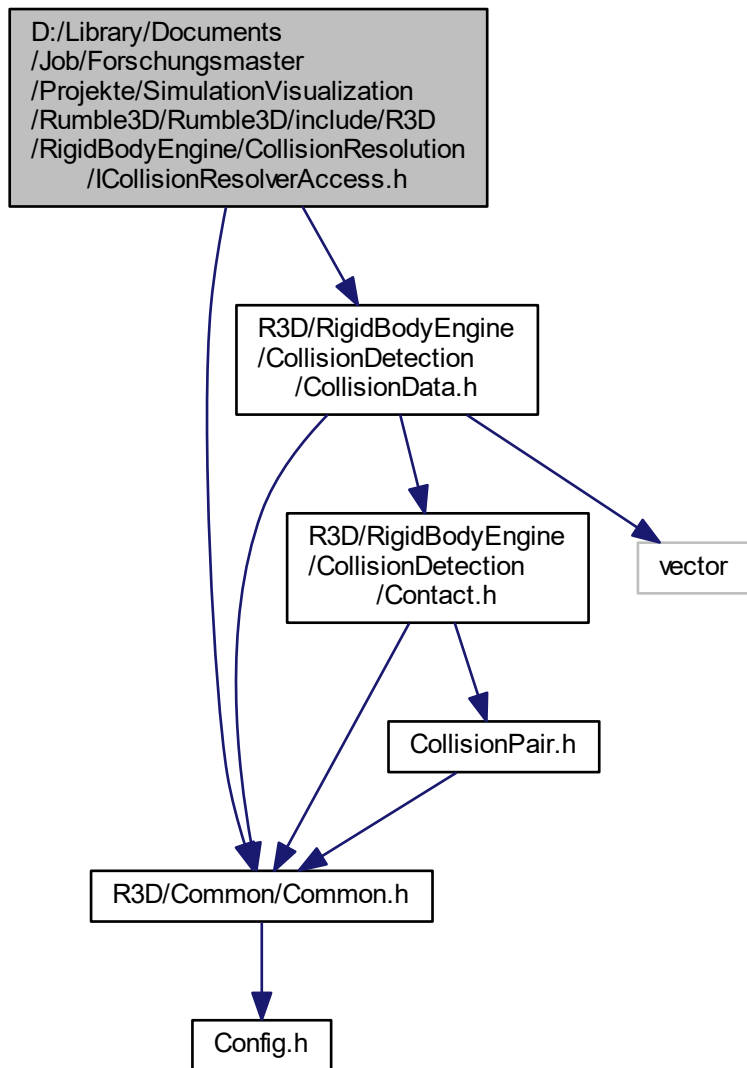 D:/Library/Documents
/Job/Forschungsmaster
/Projekte/SimulationVisualization
/Rumble3D/Rumble3D/include/R3D
/RigidBodyEngine/CollisionResolution
/ICollisionResolverAccess.h
R3D/RigidBodyEngine
/CollisionDetection
/CollisionData.h
R3D/RigidBodyEngine
/CollisionDetection
/Contact.h
vector
CollisionPair.h
R3D/Common/Common.h
Config.h